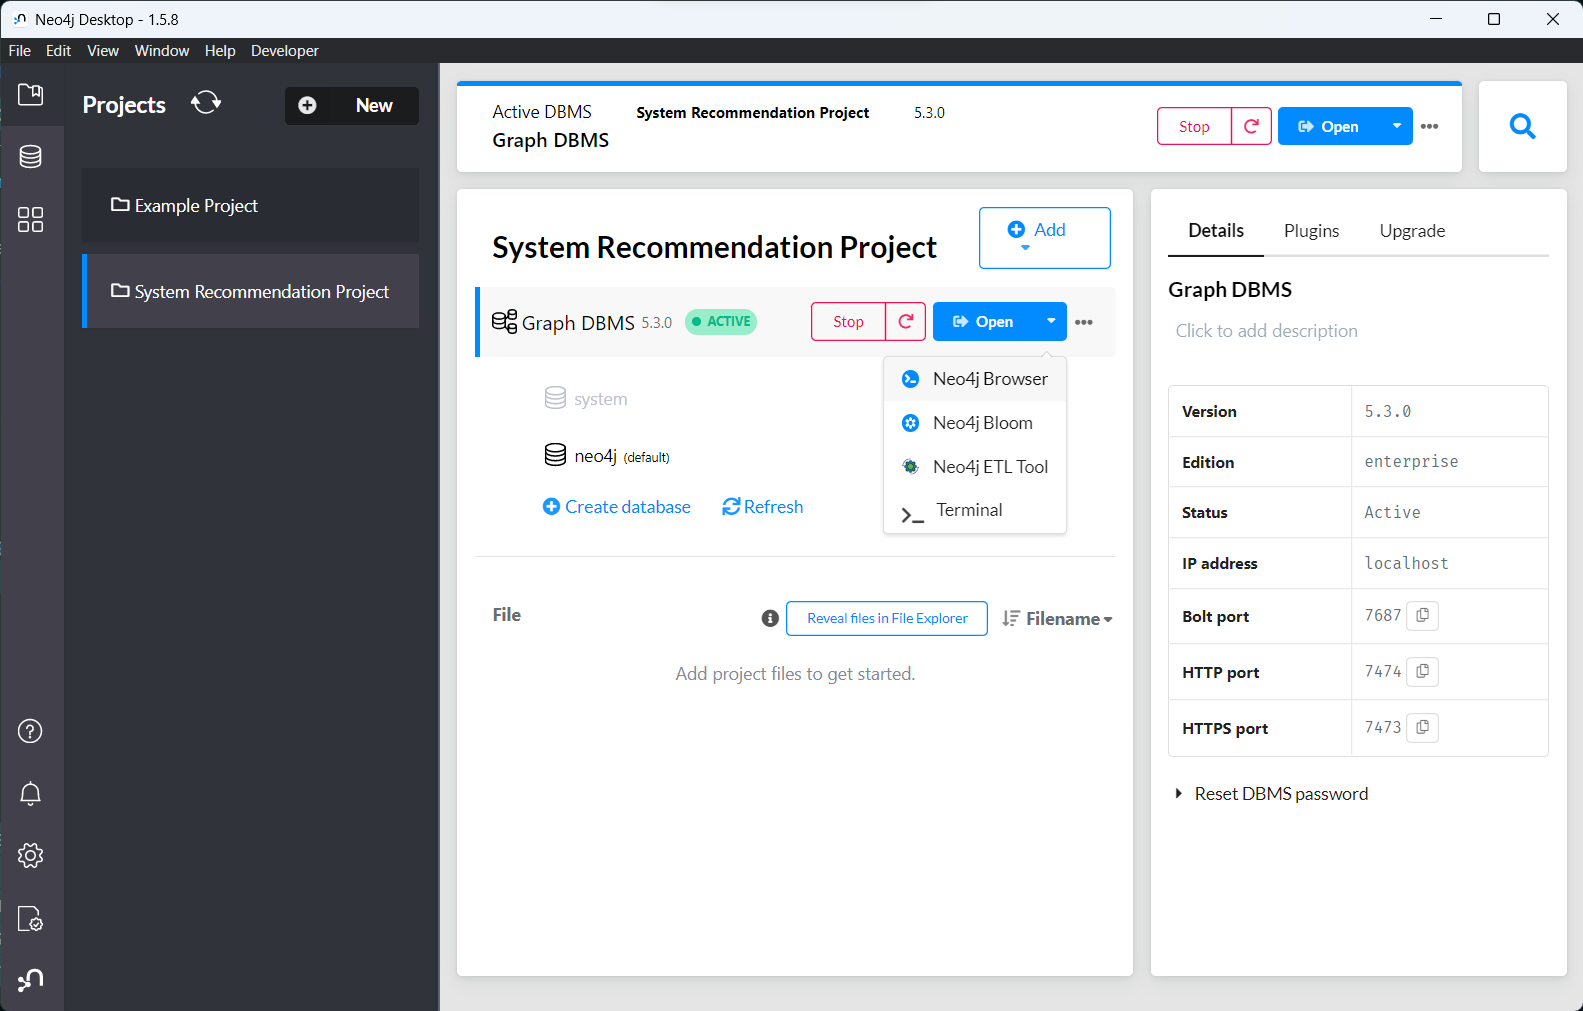 Neo4j Desktop - 1.5.8
File Edit View Window Help Developer
Projects
New
Example Project
System Recommendation Project
Active DBMS System Recommendation Project 5.3.0
Graph DBMS
Stop
Open
System Recommendation Project
Add
Graph DBMS 5.3.0 ACTIVE
Stop
Open
Neo4j Browser
Neo4j Bloom
Neo4j ETL Tool
Terminal
system
neo4j (default)
Create database Refresh
File
Reveal files in File Explorer
Filename
Add project files to get started.
Details Plugins Upgrade
Graph DBMS
Click to add description
Version 5.3.0
Edition enterprise
Status Active
IP address localhost
Bolt port 7687
HTTP port 7474
HTTPS port 7473
Reset DBMS password